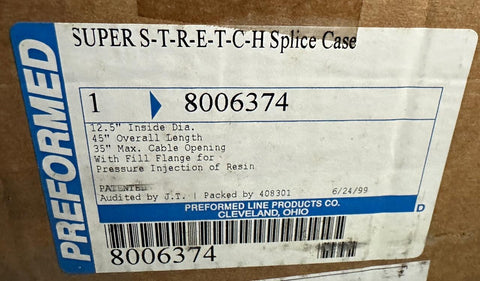 SUPER S-T-R-E-T-C-H Splice Case
PREFORMED
1 8006374
12.5" Inside Dia.
45" Overall Length
35" Max. Cable Opening
With Fill Flange for
Pressure Injection of Resin
PATENTED
Audited by J.T. | Packed by 408301 6/24/99
PREFORMED LINE PRODUCTS CO.
CLEVELAND, OHIO
D
8006374